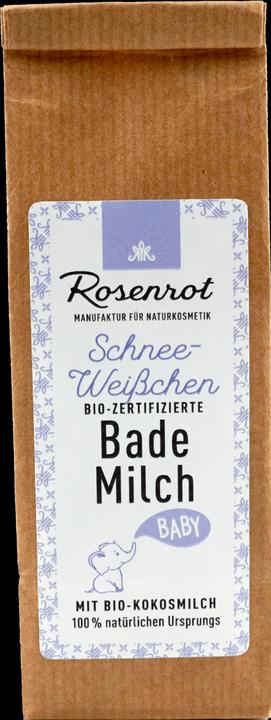 Rosenrot
MANUFAKTUR FÜR NATURKOSMETIK
Schnee-
Weißchen
BIO-ZERTIFIZIERTE
Bade
Milch
BABY
MIT BIO-KOKOSMILCH
100 % natürlichen Ursprungs